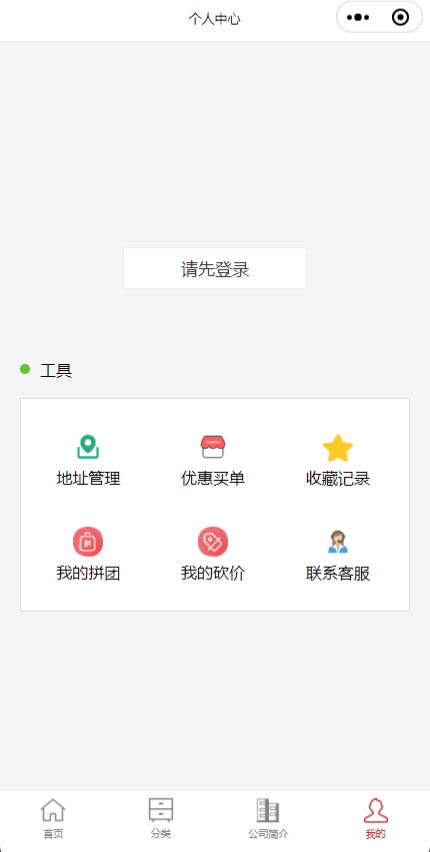 个人中心
请先登录
工具
地址管理 优惠买单 收藏记录
拼
我的拼团 我的砍价 联系客服
首页 分类 公司简介 我的